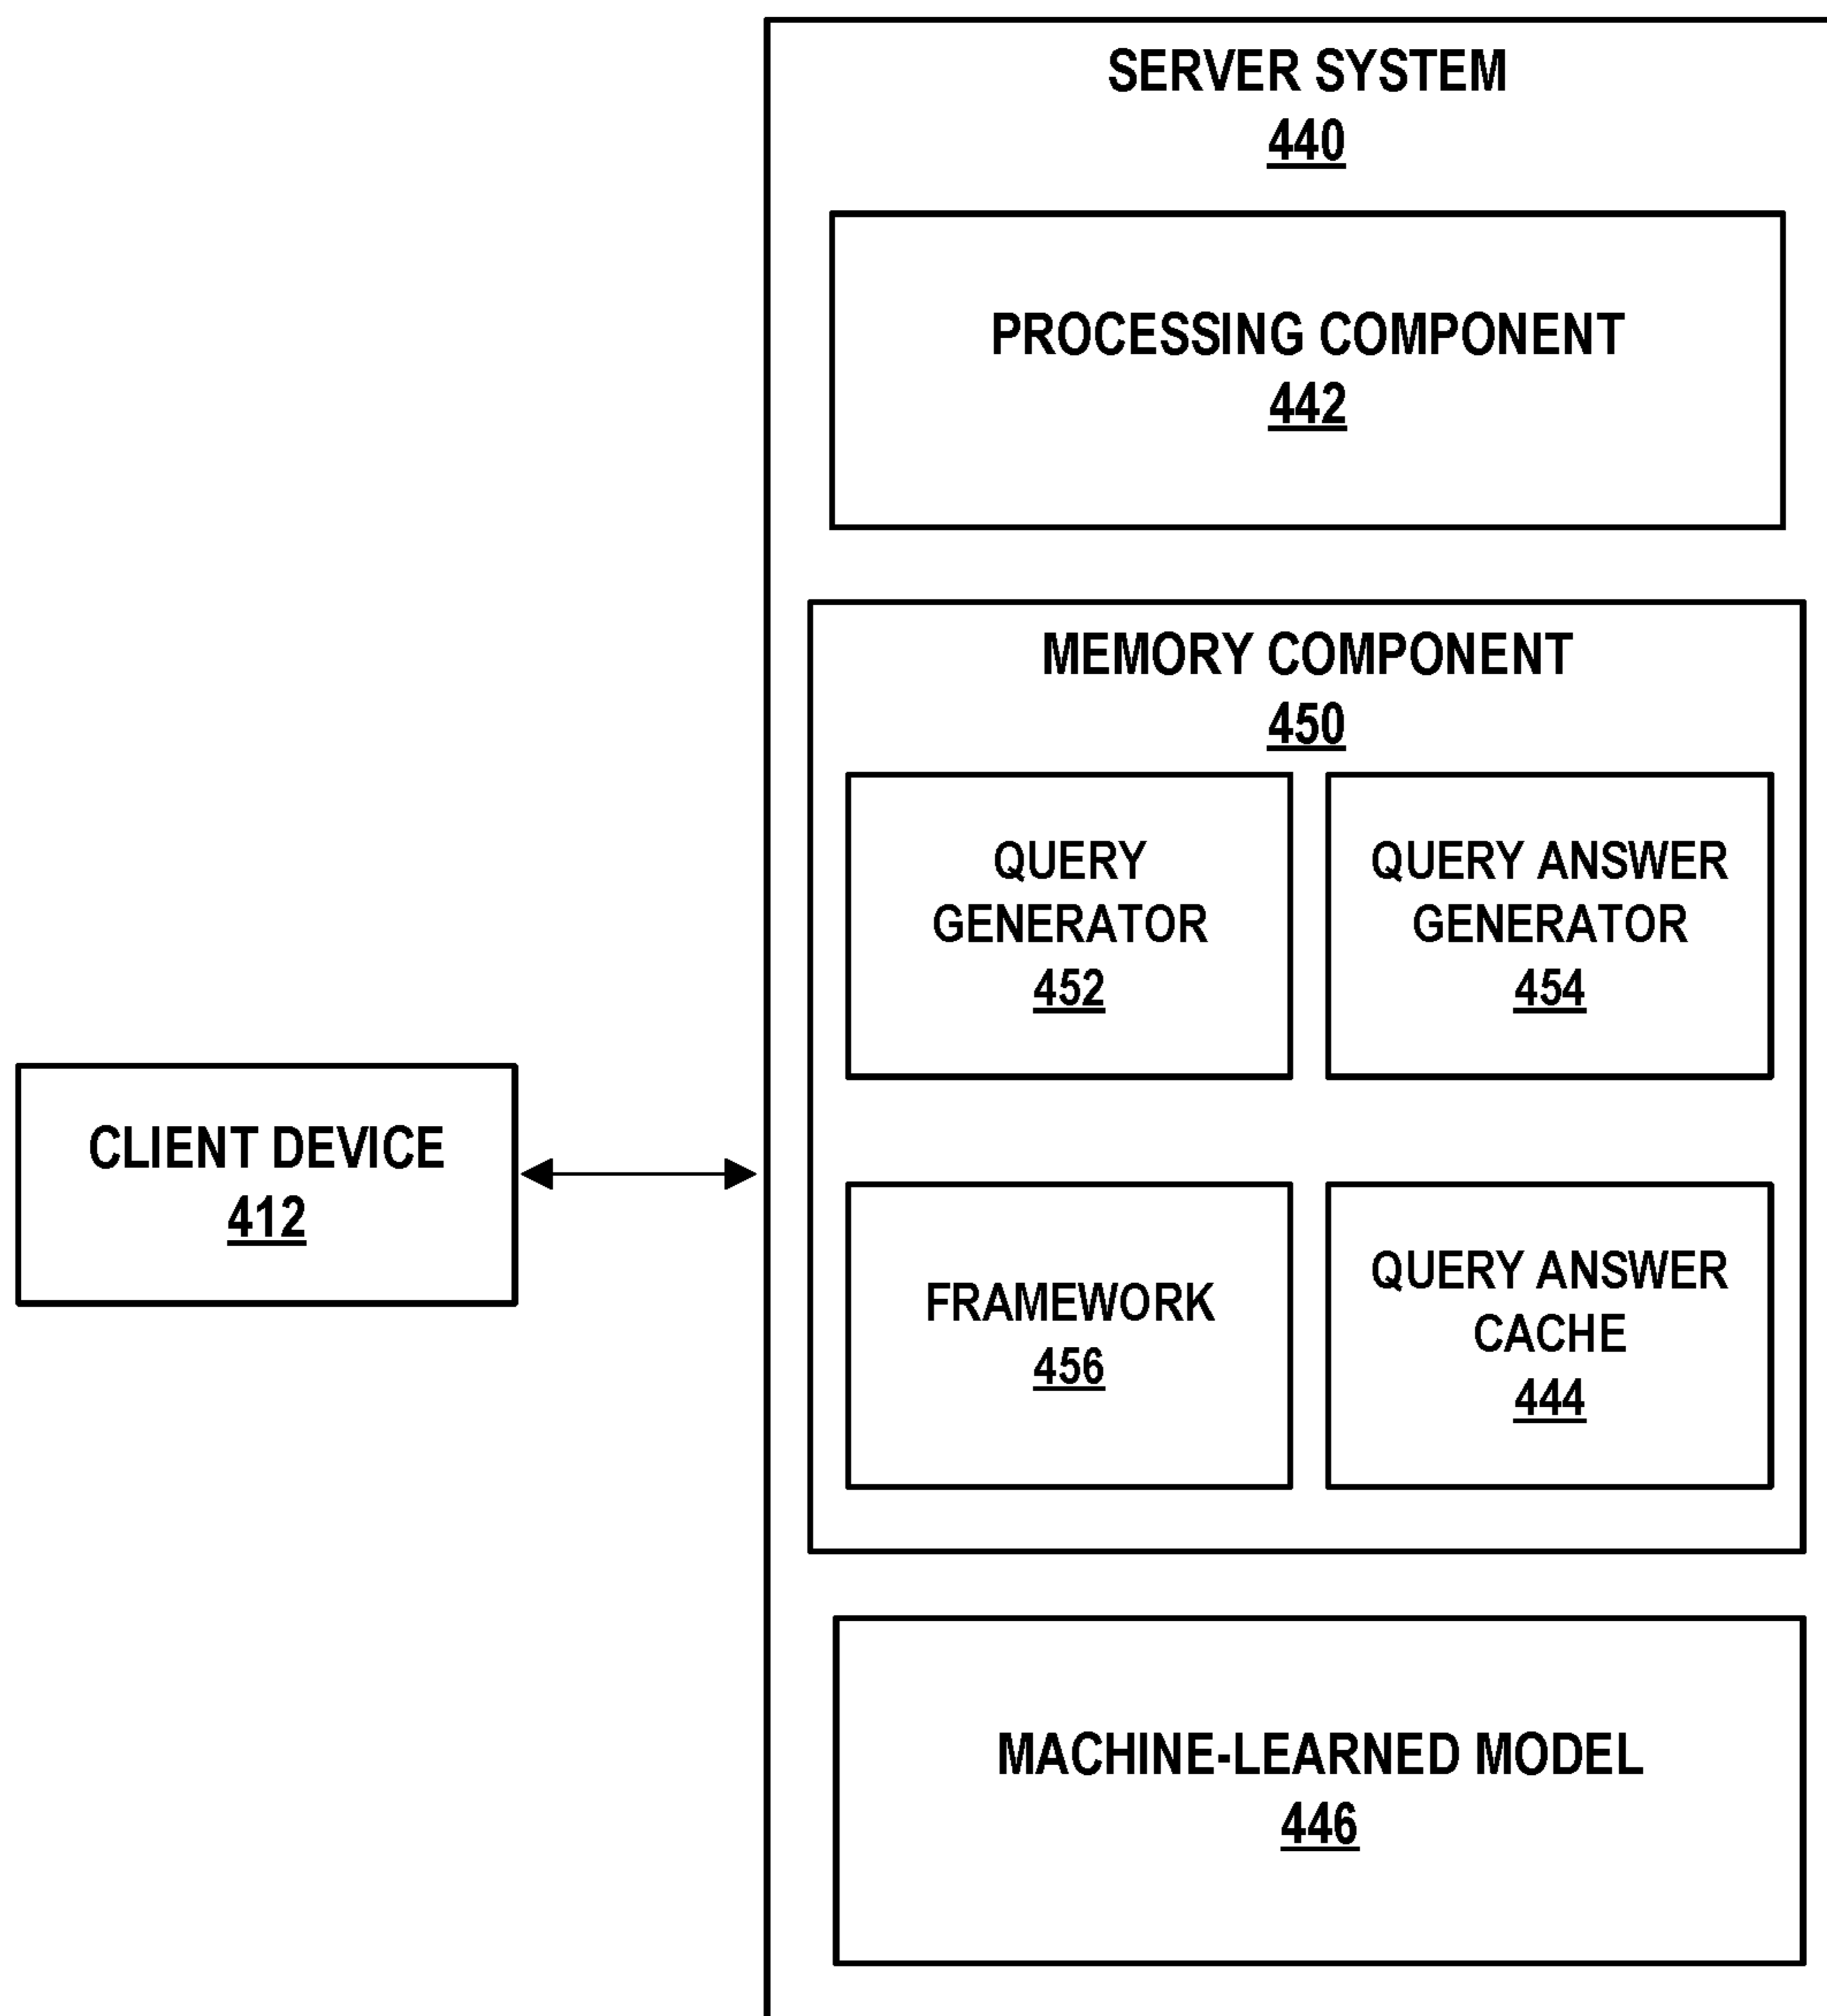 SERVER SYSTEM
440
PROCESSING COMPONENT
442
MEMORY COMPONENT
450
QUERY
GENERATOR
452
QUERY ANSWER
GENERATOR
454
CLIENT DEVICE
412
FRAMEWORK
456
QUERY ANSWER
CACHE
444
MACHINE-LEARNED MODEL
446